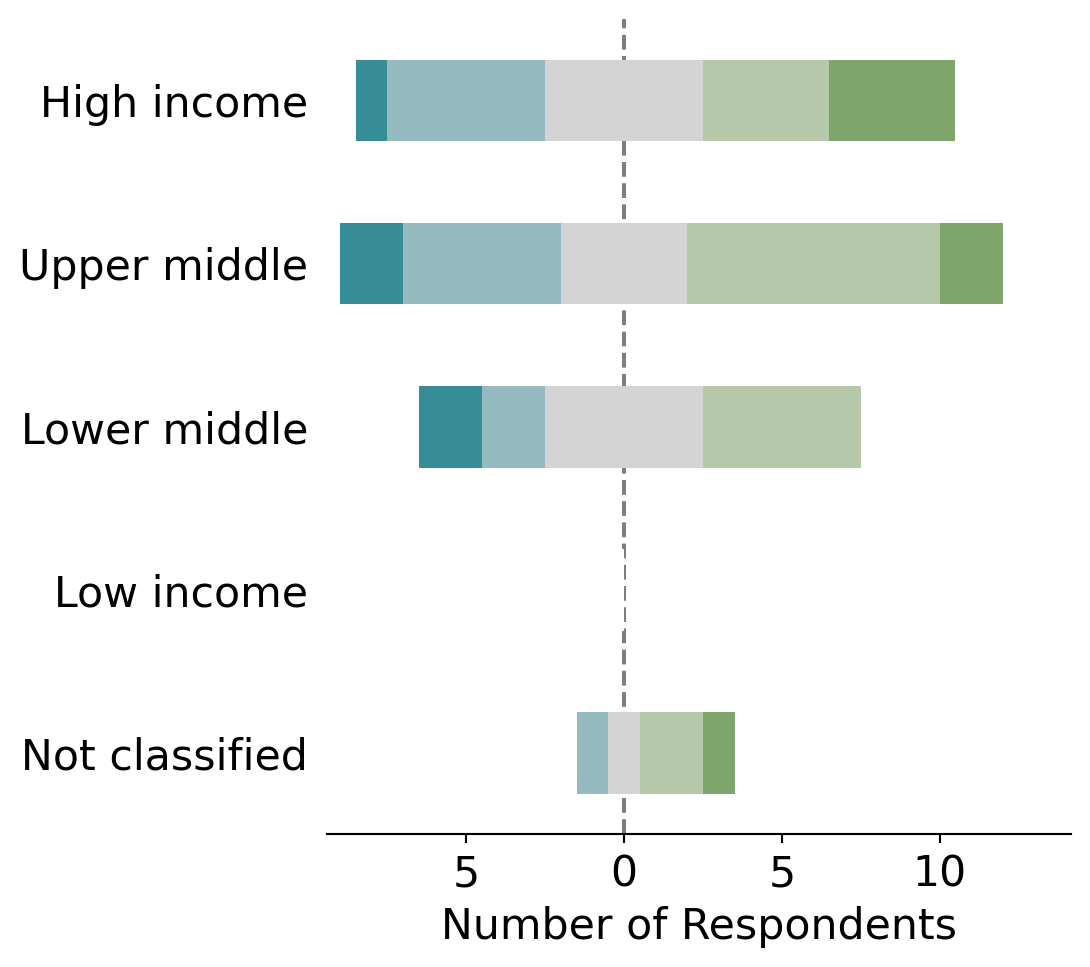 High income
Upper middle
Lower middle
Low income
Not classified
5 0 5 10
Number of Respondents